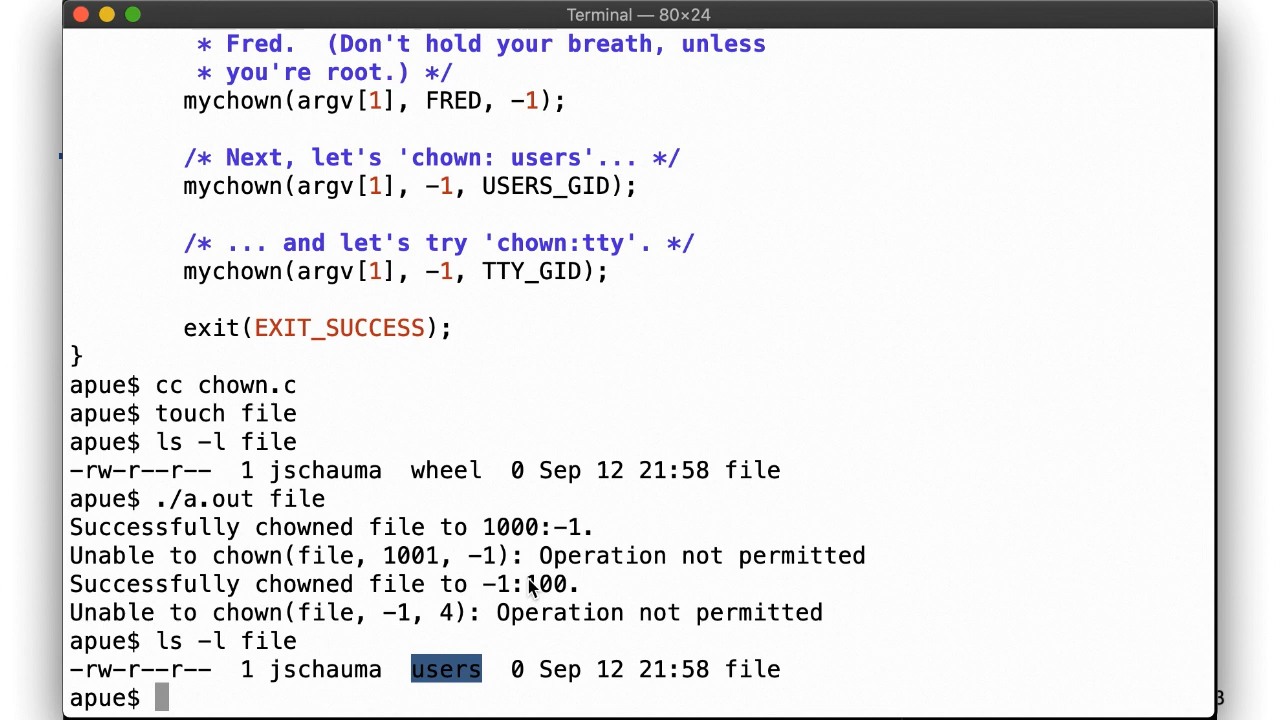 Terminal — 80×24
* Fred.  (Don't hold your breath, unless
* you're root.) */
mychown(argv[1], FRED, -1);
/* Next, let's 'chown: users'... */
mychown(argv[1], -1, USERS_GID);
/* ... and let's try 'chown:tty'. */
mychown(argv[1], -1, TTY_GID);
exit(EXIT_SUCCESS);
}
apue$ cc chown.c
apue$ touch file
apue$ ls -l file
-rw-r--r--  1 jschauma  wheel  0 Sep 12 21:58 file
apue$ ./a.out file
Successfully chowned file to 1000:-1.
Unable to chown(file, 1001, -1): Operation not permitted
Successfully chowned file to -1:100.
Unable to chown(file, -1, 4): Operation not permitted
apue$ ls -l file
-rw-r--r--  1 jschauma  users  0 Sep 12 21:58 file
apue$